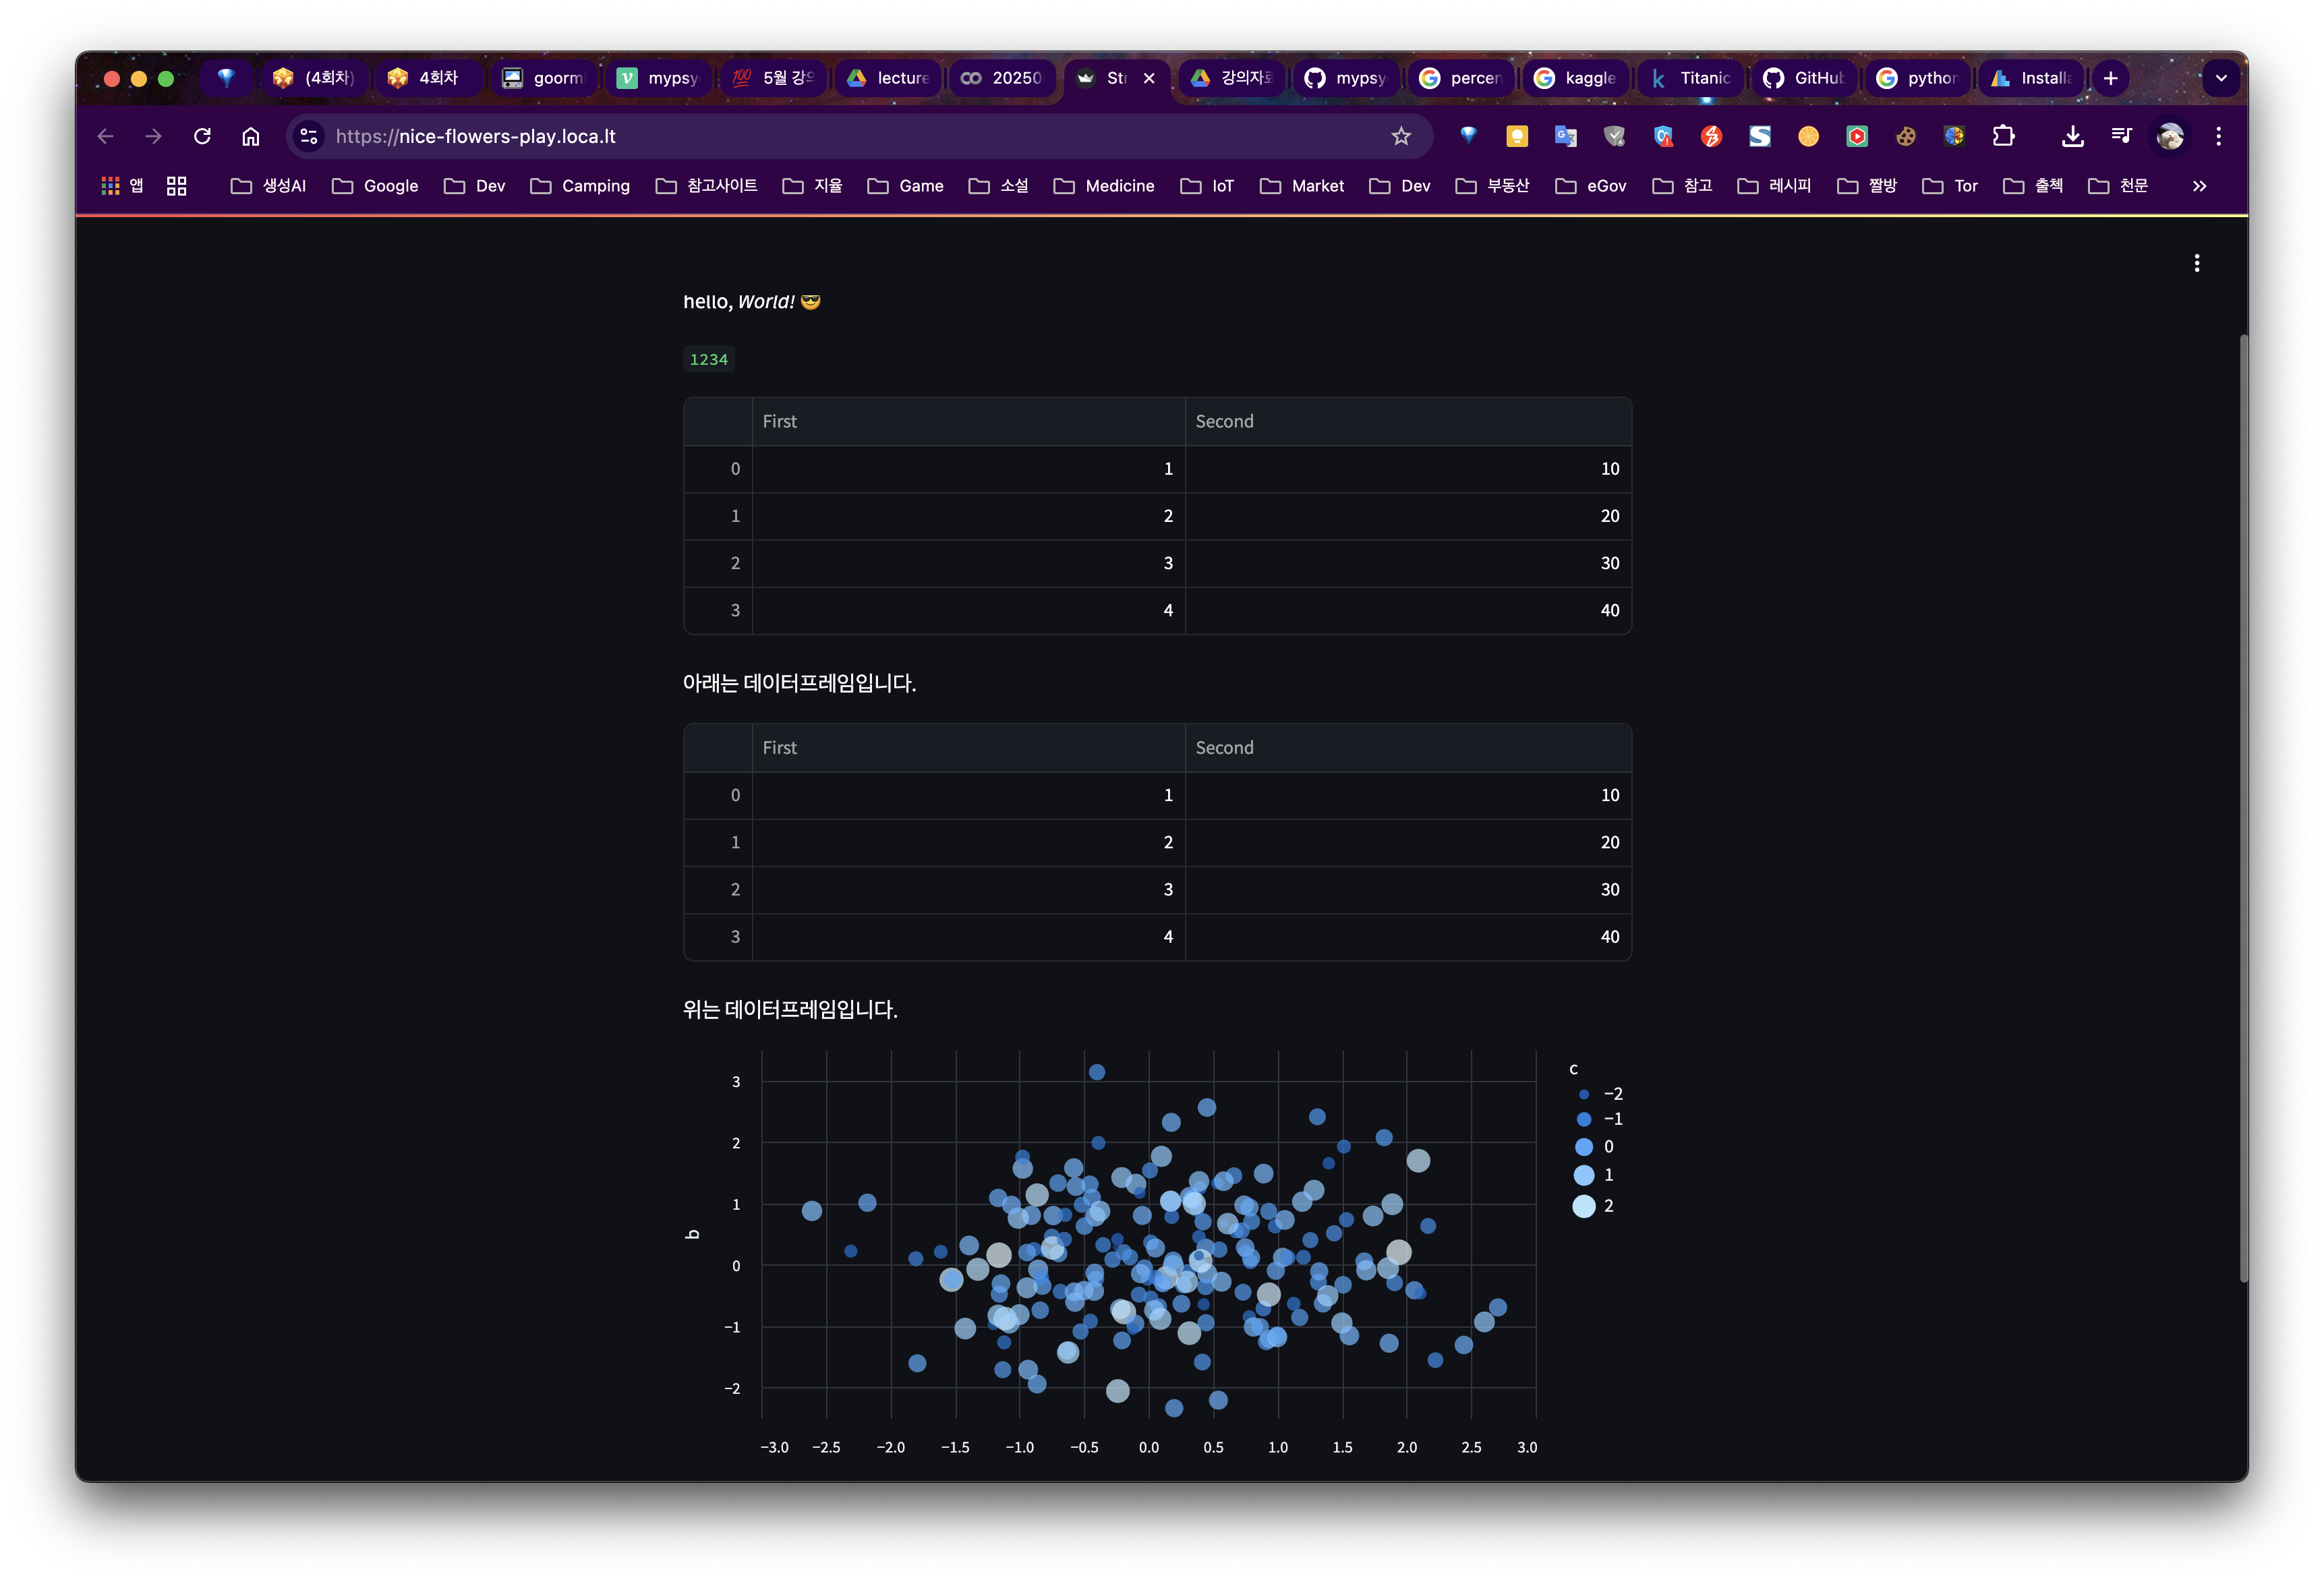 (4회차)
4회차
goorm
mypsy
5월 강의
lecture
20250
Str
강의자료
mypsy
percen
kaggle
Titanic
GitHub
python
Installa
https://nice-flowers-play.loca.lt
앱
생성AI
Google
Dev
Camping
참고사이트
지율
Game
소설
Medicine
IoT
Market
Dev
부동산
eGov
참고
레시피
짤방
Tor
출첵
천문
hello, World! 😎
1234
First Second
0 1 10
1 2 20
2 3 30
3 4 40
아래는 데이터프레임입니다.
First Second
0 1 10
1 2 20
2 3 30
3 4 40
위는 데이터프레임입니다.
c
−2
−1
0
1
2
b
3
2
1
0
−1
−2
−3.0 −2.5 −2.0 −1.5 −1.0 −0.5 0.0 0.5 1.0 1.5 2.0 2.5 3.0